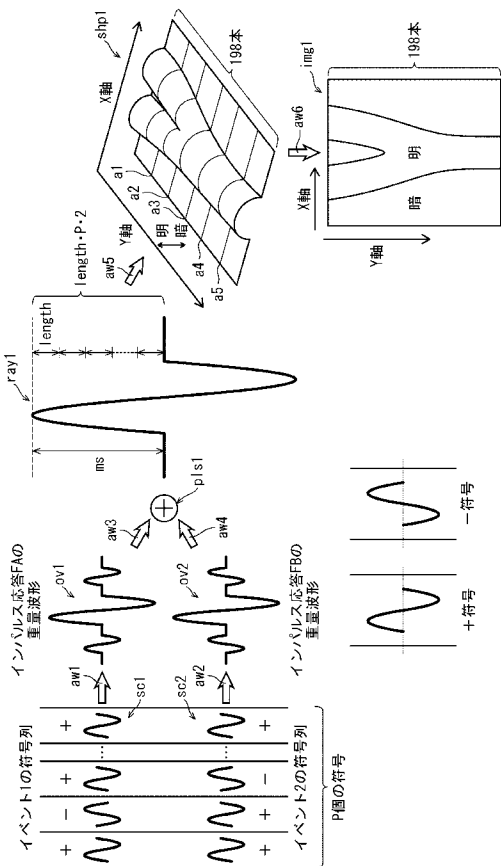 イベント1の符号列
+ - + +
sc1
sc2
+ + - - +
イベント2の符号列
P個の符号
aw1
aw2
インパルス応答FAの
重量波形
ov1
ov2
インパルス応答FBの
重量波形
aw3
aw4
pls1
ms
ray1
length
length・P・2
+符号
-符号
aw5
Y軸
明
暗
a1
a2
a3
a4
a5
X軸
shp1
198本
aw6
X軸
Y軸
img1
暗
明
198本